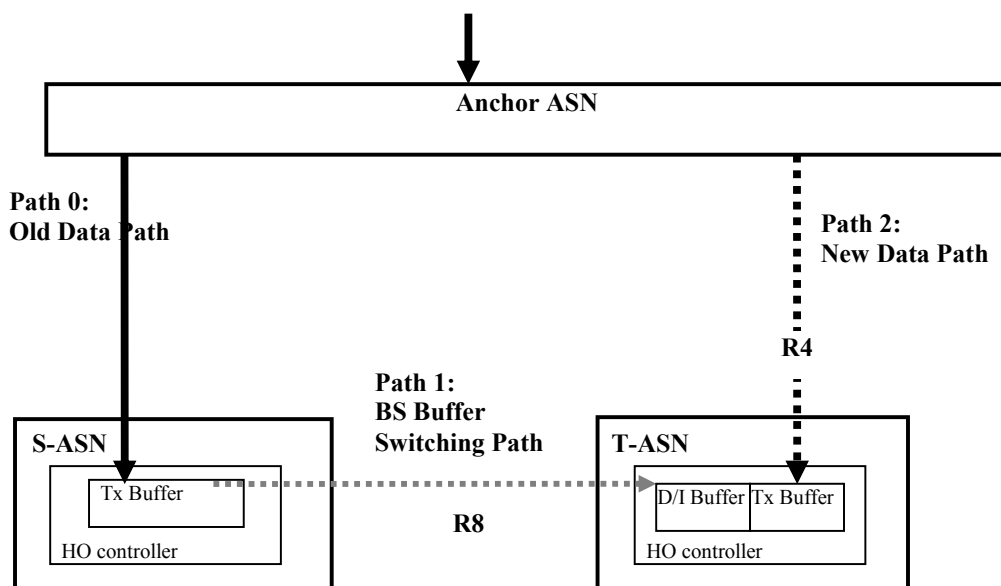 Anchor ASN
Path 0:
Old Data Path
Path 2:
New Data Path
R4
Path 1:
BS Buffer
Switching Path
S-ASN
Tx Buffer
HO controller
R8
T-ASN
D/I Buffer
Tx Buffer
HO controller